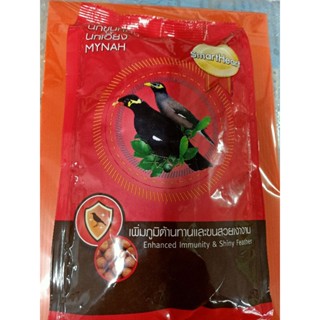 นกขุนทอง
นกเอี้ยง
MYNAH
SmartHeart
เพิ่มภูมิต้านทานและขนสวยเงางาม
Enhanced Immunity & Shiny Feather